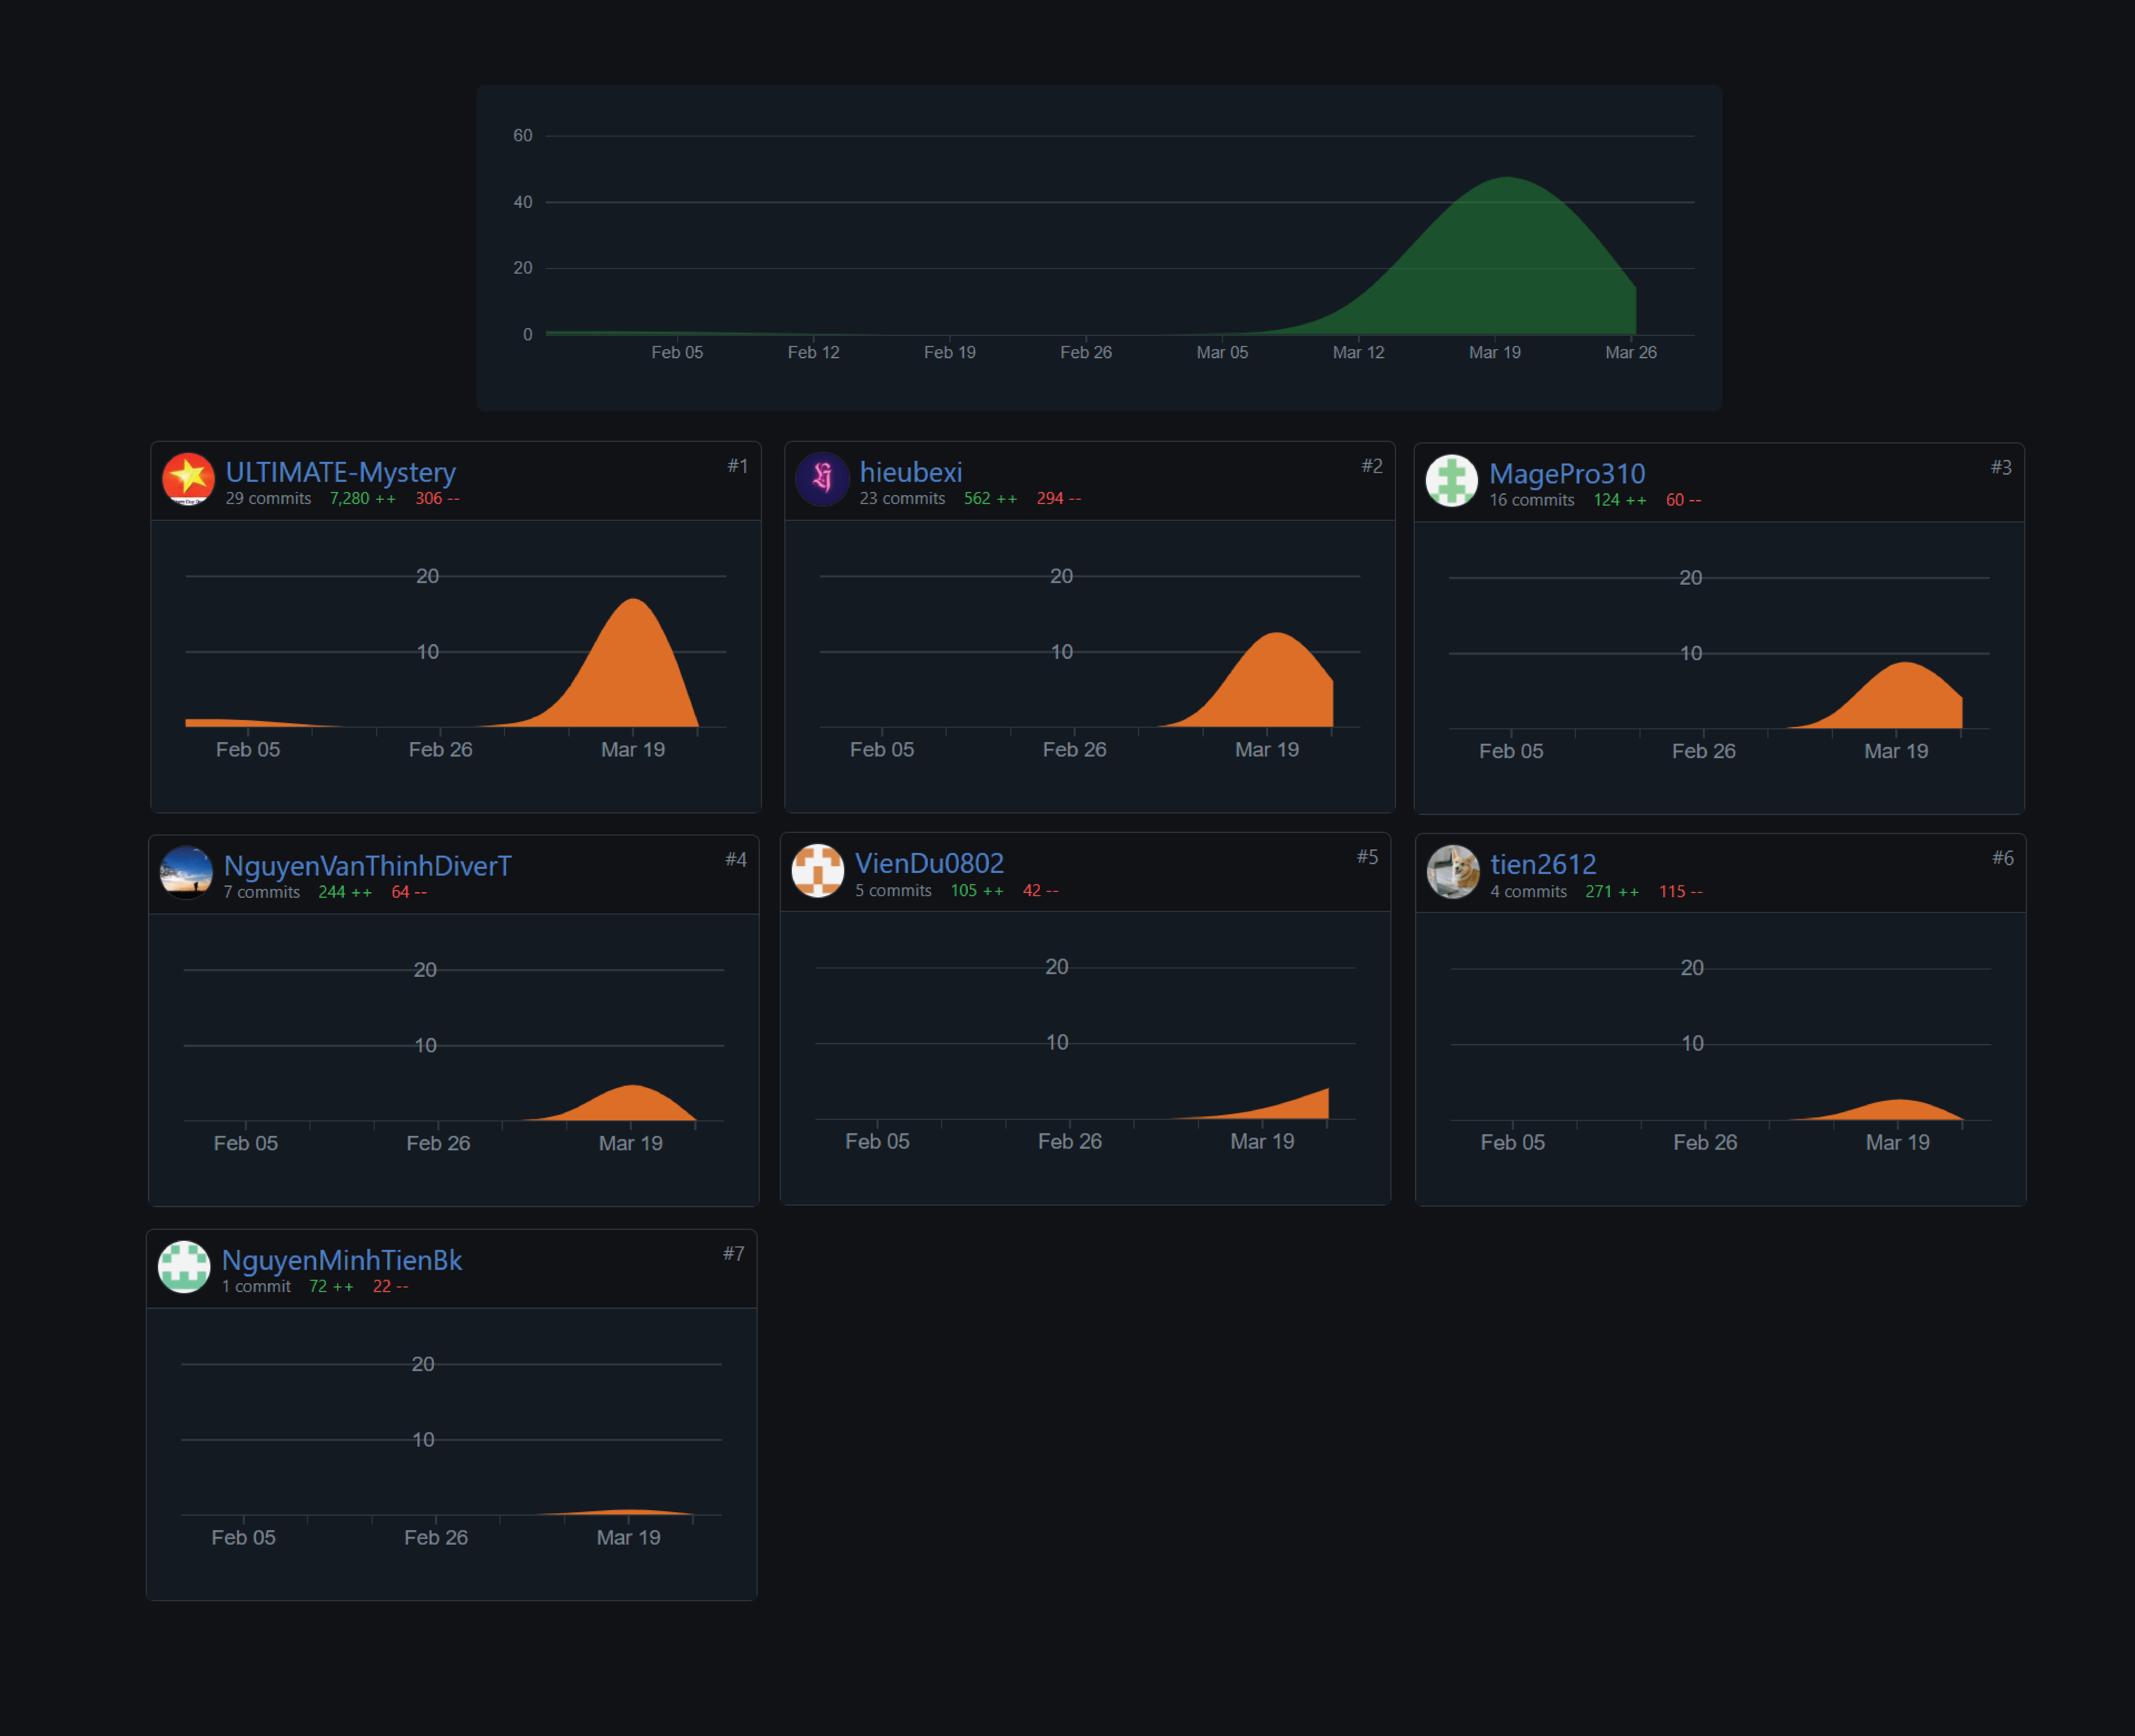 60
40
20
0
Feb 05 Feb 12 Feb 19 Feb 26 Mar 05 Mar 12 Mar 19 Mar 26
ULTIMATE-Mystery #1
29 commits 7,280 ++ 306 --
20
10
Feb 05 Feb 26 Mar 19
hieubexi #2
23 commits 562 ++ 294 --
20
10
Feb 05 Feb 26 Mar 19
MagePro310 #3
16 commits 124 ++ 60 --
20
10
Feb 05 Feb 26 Mar 19
NguyenVanThinhDiverT #4
7 commits 244 ++ 64 --
20
10
Feb 05 Feb 26 Mar 19
VienDu0802 #5
5 commits 105 ++ 42 --
20
10
Feb 05 Feb 26 Mar 19
tien2612 #6
4 commits 271 ++ 115 --
20
10
Feb 05 Feb 26 Mar 19
NguyenMinhTienBk #7
1 commit 72 ++ 22 --
20
10
Feb 05 Feb 26 Mar 19